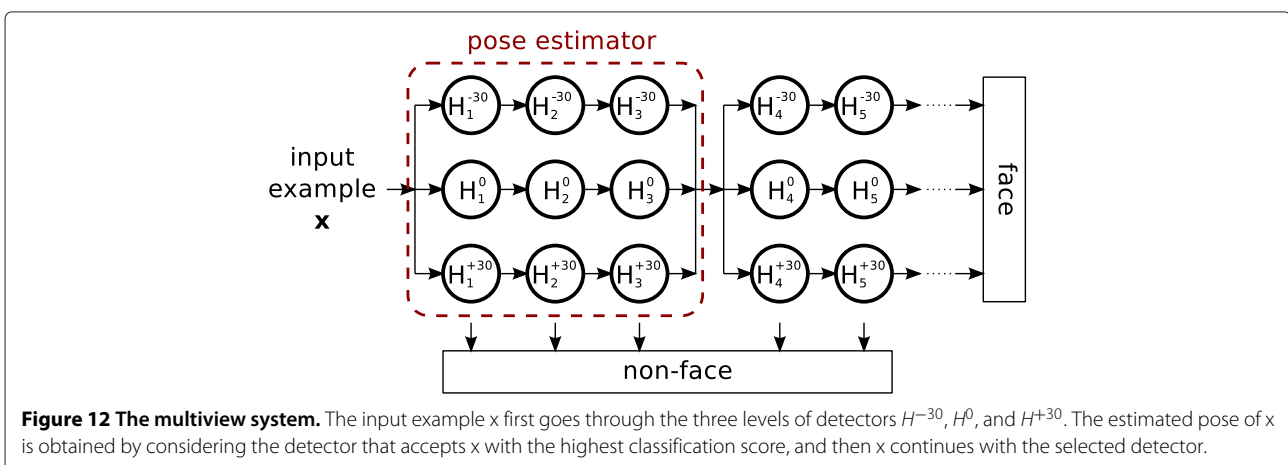 pose estimator
H₁⁻³⁰ H₂⁻³⁰ H₃⁻³⁰ H₄⁻³⁰ H₅⁻³⁰
input
example
x
H₁⁰ H₂⁰ H₃⁰ H₄⁰ H₅⁰
face
H₁⁺³⁰ H₂⁺³⁰ H₃⁺³⁰ H₄⁺³⁰ H₅⁺³⁰
non-face
Figure 12 The multiview system. The input example x first goes through the three levels of detectors H⁻³⁰, H⁰, and H⁺³⁰. The estimated pose of x
is obtained by considering the detector that accepts x with the highest classification score, and then x continues with the selected detector.